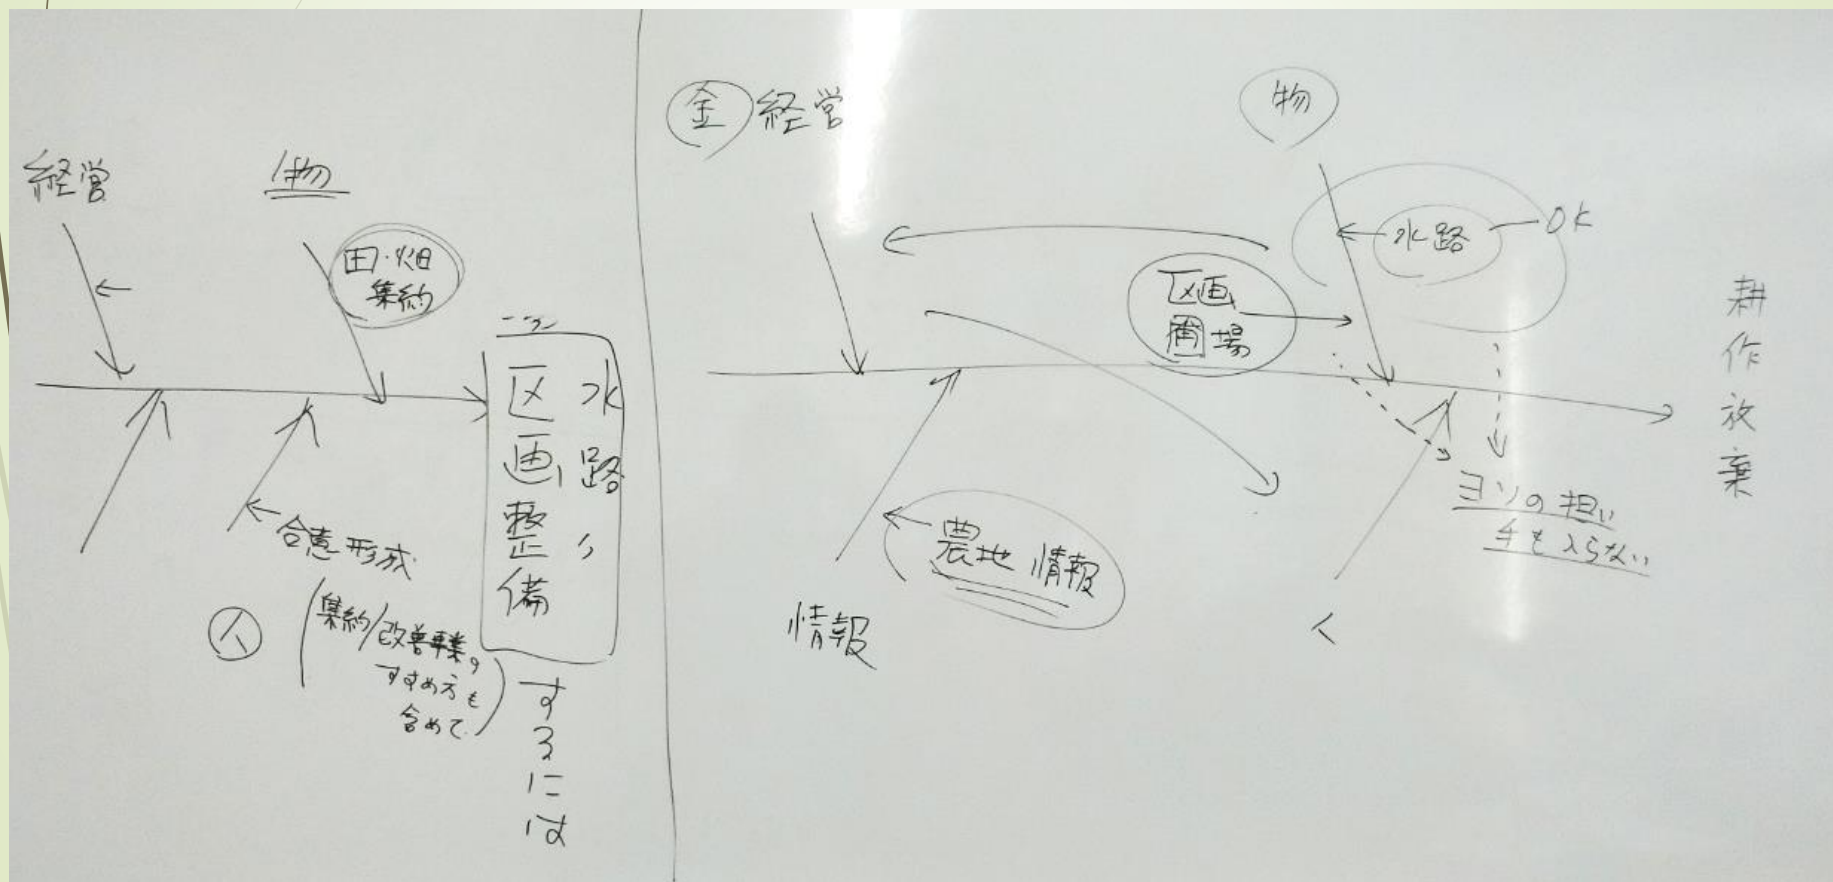 経営
物
田・畑
集約
水路、
区画整備
するには
合意形成
(集約/改善事業の
すすめ方も
含めて)
人
金 経営
物
水路 OK
区画
圃場
耕作放棄
ヨソの担い
手も入らない
農地情報
情報
人